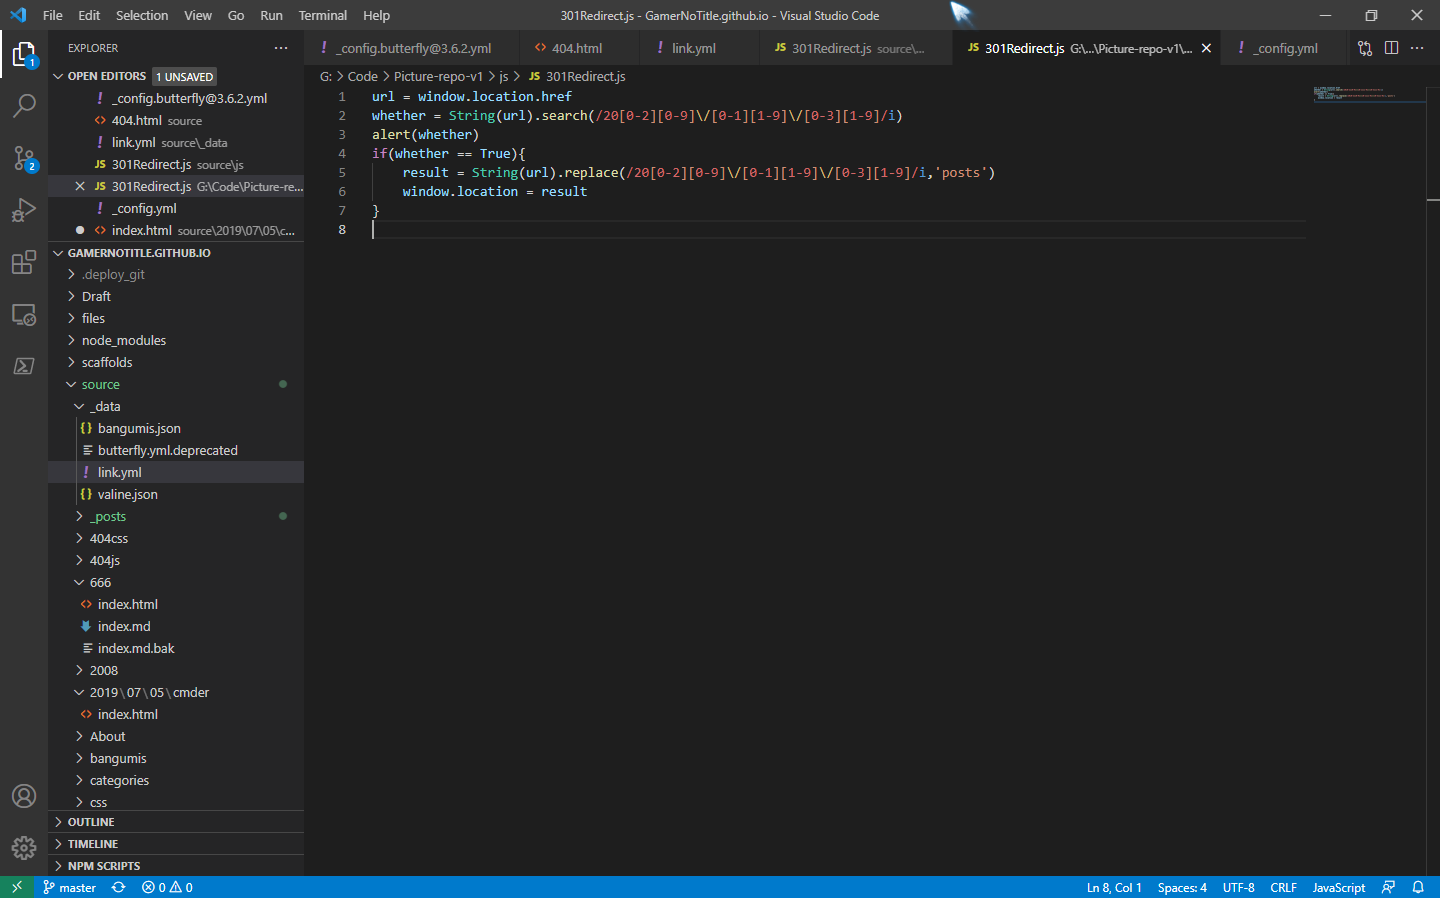 File Edit Selection View Go Run Terminal Help 301Redirect.js - GamerNoTitle.github.io - Visual Studio Code
EXPLORER
OPEN EDITORS 1 UNSAVED
! _config.butterfly@3.6.2.yml
<> 404.html source
! link.yml source\_data
JS 301Redirect.js source\js
JS 301Redirect.js G:\Code\Picture-re...
! _config.yml
<> index.html source\2019\07\05\c...
GAMERNOTITLE.GITHUB.IO
.deploy_git
Draft
files
node_modules
scaffolds
source
_data
{} bangumis.json
butterfly.yml.deprecated
! link.yml
{} valine.json
_posts
404css
404js
666
<> index.html
index.md
index.md.bak
2008
2019\07\05\cmder
<> index.html
About
bangumis
categories
css
OUTLINE
TIMELINE
NPM SCRIPTS
1
2
! _config.butterfly@3.6.2.yml <> 404.html ! link.yml JS 301Redirect.js source\... JS 301Redirect.js G:\...\Picture-repo-v1\... ! _config.yml
G: > Code > Picture-repo-v1 > js > JS 301Redirect.js
1 url = window.location.href
2 whether = String(url).search(/20[0-2][0-9]\/[0-1][1-9]\/[0-3][1-9]/i)
3 alert(whether)
4 if(whether == True){
5 result = String(url).replace(/20[0-2][0-9]\/[0-1][1-9]\/[0-3][1-9]/i,'posts')
6 window.location = result
7 }
8
master 0 0 Ln 8, Col 1 Spaces: 4 UTF-8 CRLF JavaScript